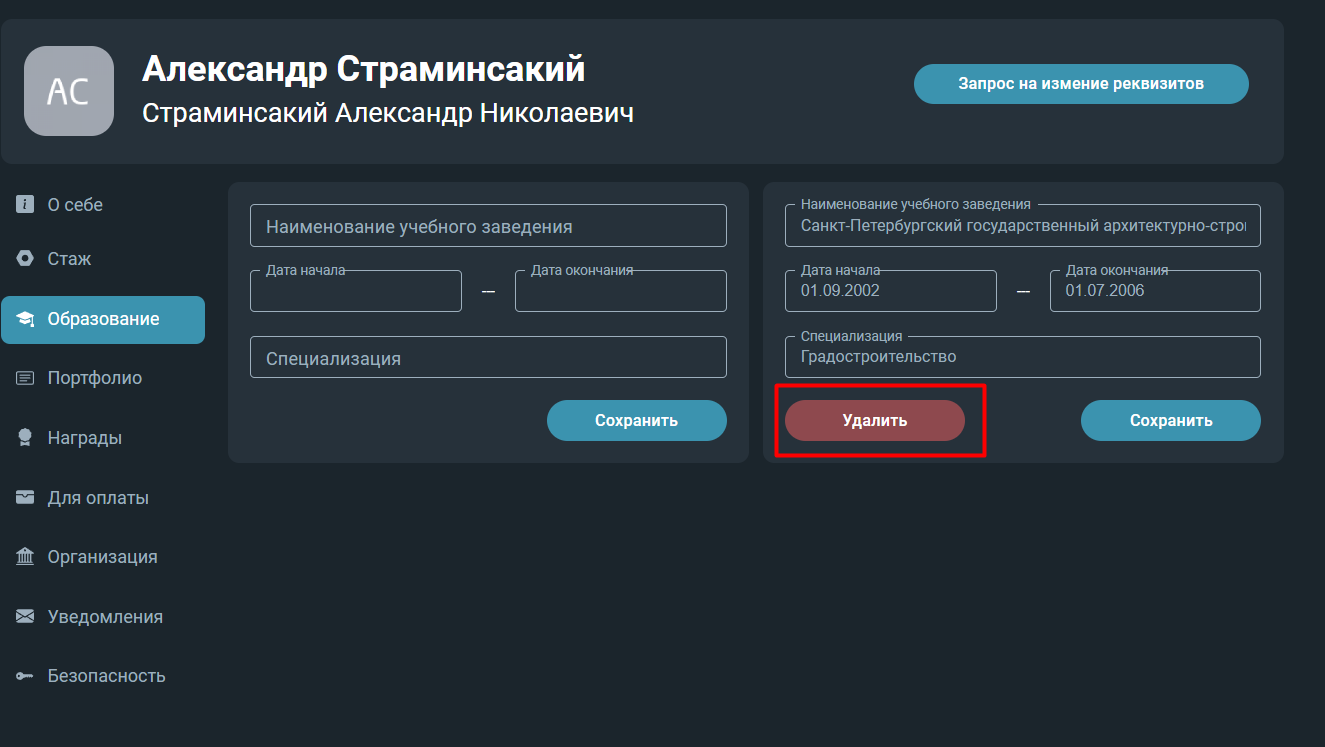 АС
Александр Страминсакий
Страминсакий Александр Николаевич
Запрос на измение реквизитов
О себе
Стаж
Образование
Портфолио
Награды
Для оплаты
Организация
Уведомления
Безопасность
Наименование учебного заведения
Дата начала
—
Дата окончания
Специализация
Сохранить
Наименование учебного заведения
Санкт-Петербургский государственный архитектурно-строи
Дата начала
01.09.2002
—
Дата окончания
01.07.2006
Специализация
Градостроительство
Удалить
Сохранить